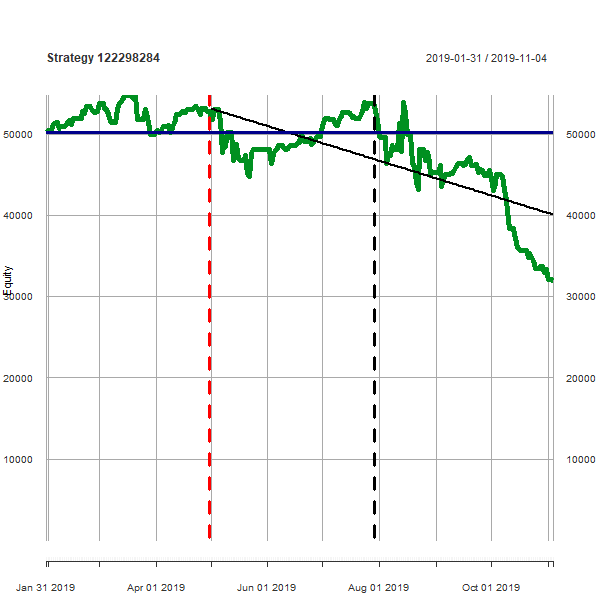 Strategy 122298284
2019-01-31 / 2019-11-04
50000
50000
40000
40000
Equity
30000
30000
20000
20000
10000
10000
Jan 31 2019
Apr 01 2019
Jun 01 2019
Aug 01 2019
Oct 01 2019